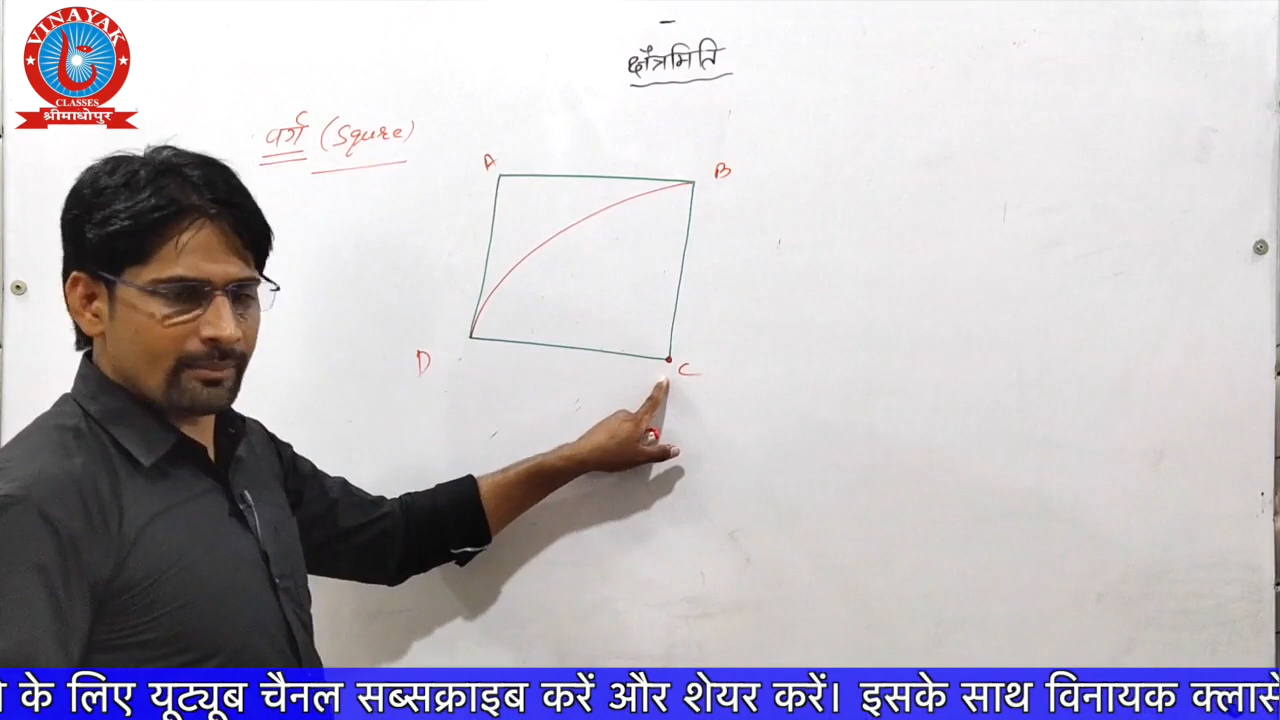 VINAYAK
CLASSES
श्रीमाधोपुर
क्षैत्रमिति
वर्ग (Squre)
A
B
D
C
के लिए यूट्यूब चैनल सब्सक्राइब करें और शेयर करें। इसके साथ विनायक क्लासे